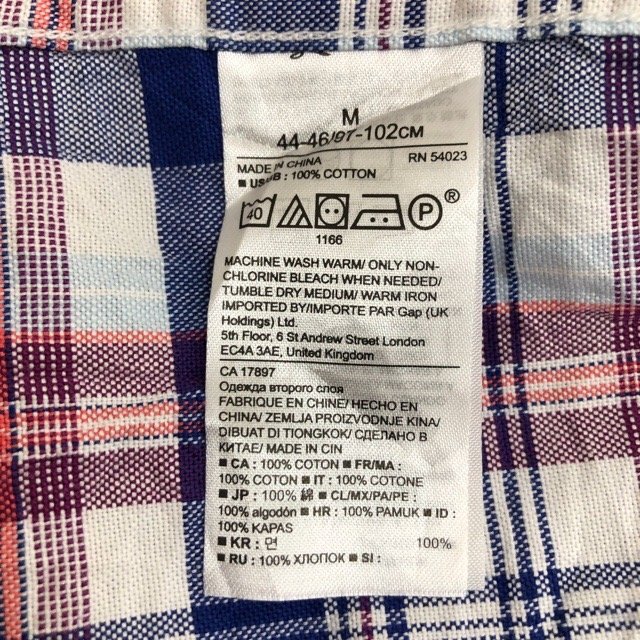 M
44-46/97-102CM
MADE IN CHINA RN 54023
■ US/GB : 100% COTTON
40 P ®
1166
MACHINE WASH WARM/ ONLY NON-
CHLORINE BLEACH WHEN NEEDED/
TUMBLE DRY MEDIUM/ WARM IRON
IMPORTED BY/IMPORTE PAR Gap (UK
Holdings) Ltd.
5th Floor, 6 St Andrew Street London
EC4A 3AE, United Kingdom
CA 17897
Одежда второго слоя
FABRIQUE EN CHINE/ HECHO EN
CHINA/ ZEMLJA PROIZVODNJE KINA/
DIBUAT DI TIONGKOK/ СДЕЛАНО В
КИТАЕ/ MADE IN CIN
■ CA : 100% COTON ■ FR/MA :
100% COTON ■ IT : 100% COTONE
■ JP : 100% 綿 ■ CL/MX/PA/PE :
100% algodón ■ HR : 100% PAMUK ■ ID :
100% KAPAS
■ KR : 면 100%
■ RU : 100% ХЛОПОК ■ SI :